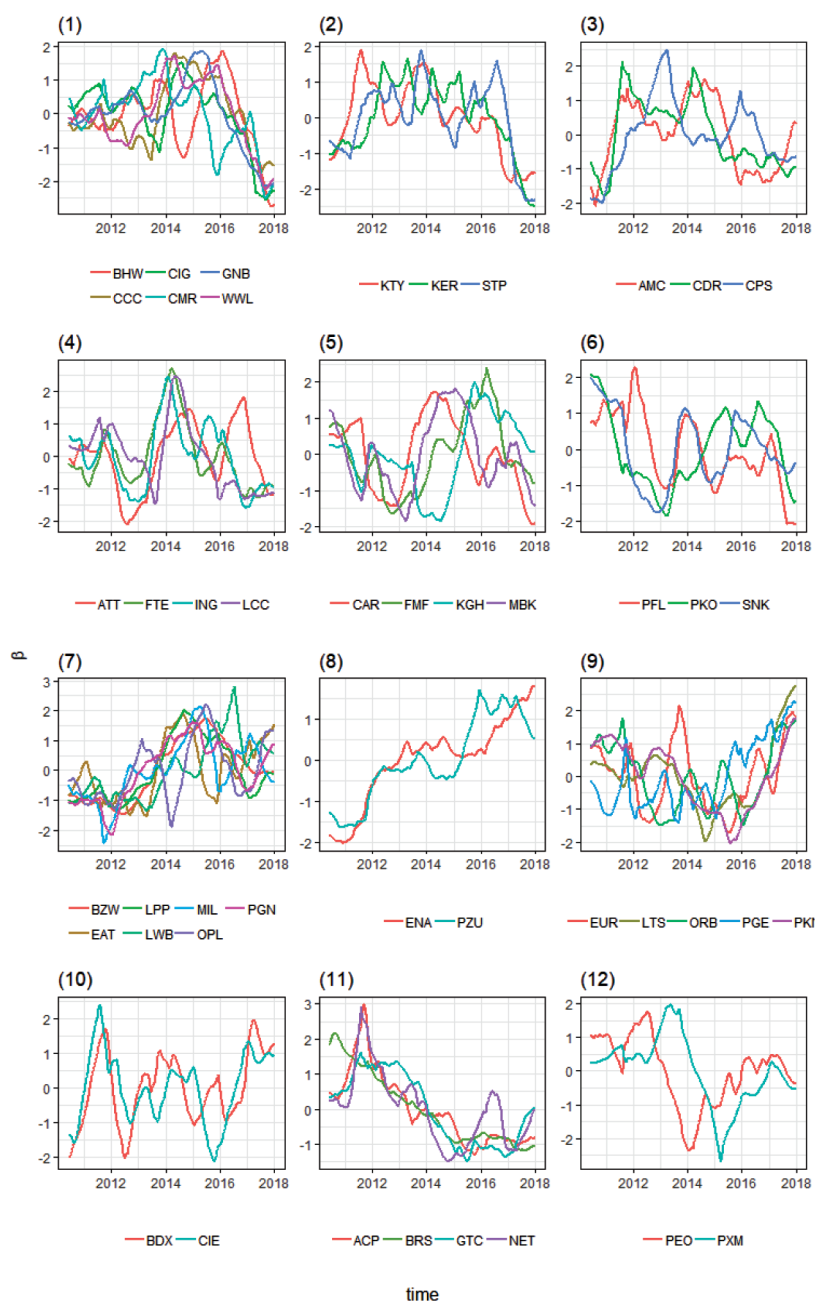 (1) (2) (3)
2 2
2 1 1
1
0 0 0
-1 -1 -1
-2 -2 -2
2012 2014 2016 2018 2012 2014 2016 2018 2012 2014 2016 2018
BHW CIG GNB KTY KER STP AMC CDR CPS
CCC CMR WWL
(4) (5) (6)
2 2 2
1 1 1
0 0 0
-1 -1 -1
-2 -2 -2
2012 2014 2016 2018 2012 2014 2016 2018 2012 2014 2016 2018
ATT FTE ING LCC CAR FMF KGH MBK PFL PKO SNK
β
(7) (8) (9)
3
2 1 2
1 0 1
0 0
-1 -1 -1
-2 -2 -2
2012 2014 2016 2018 2012 2014 2016 2018 2012 2014 2016 2018
BZW LPP MIL PGN ENA PZU EUR LTS ORB PGE PKN
EAT LWB OPL
(10) (11) (12)
2 3 2
1 2 1
0 1 0
-1 0 -1
-2 -1 -2
2012 2014 2016 2018 2012 2014 2016 2018 2012 2014 2016 2018
BDX CIE ACP BRS GTC NET PEO PXM
time